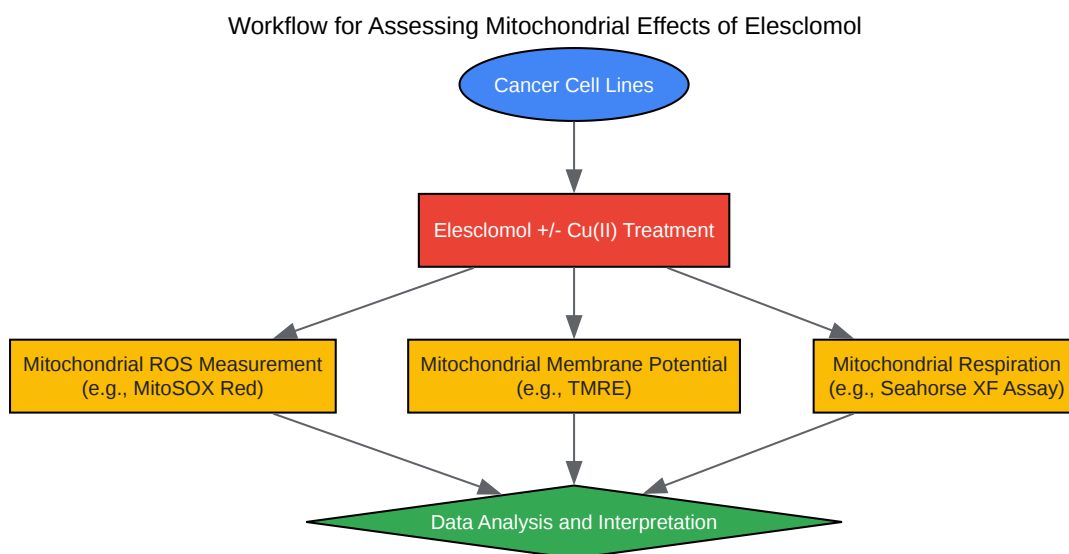 Workflow for Assessing Mitochondrial Effects of Elesclomol
Cancer Cell Lines
Elesclomol +/- Cu(II) Treatment
Mitochondrial ROS Measurement
(e.g., MitoSOX Red)
Mitochondrial Membrane Potential
(e.g., TMRE)
Mitochondrial Respiration
(e.g., Seahorse XF Assay)
Data Analysis and Interpretation